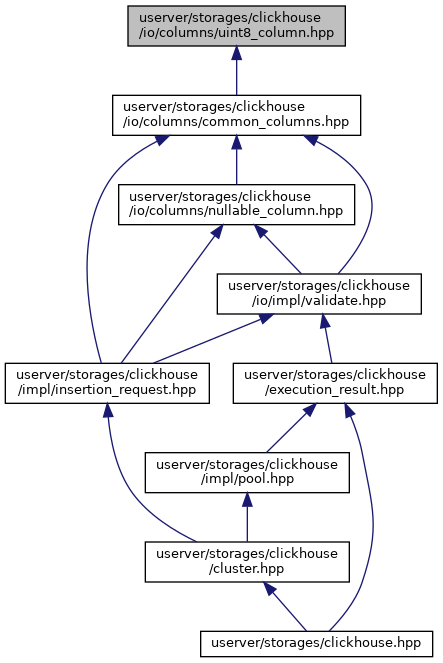 userver/storages/clickhouse
/io/columns/uint8_column.hpp
userver/storages/clickhouse
/io/columns/common_columns.hpp
userver/storages/clickhouse
/io/columns/nullable_column.hpp
userver/storages/clickhouse
/io/impl/validate.hpp
userver/storages/clickhouse
/impl/insertion_request.hpp
userver/storages/clickhouse
/execution_result.hpp
userver/storages/clickhouse
/impl/pool.hpp
userver/storages/clickhouse
/cluster.hpp
userver/storages/clickhouse.hpp